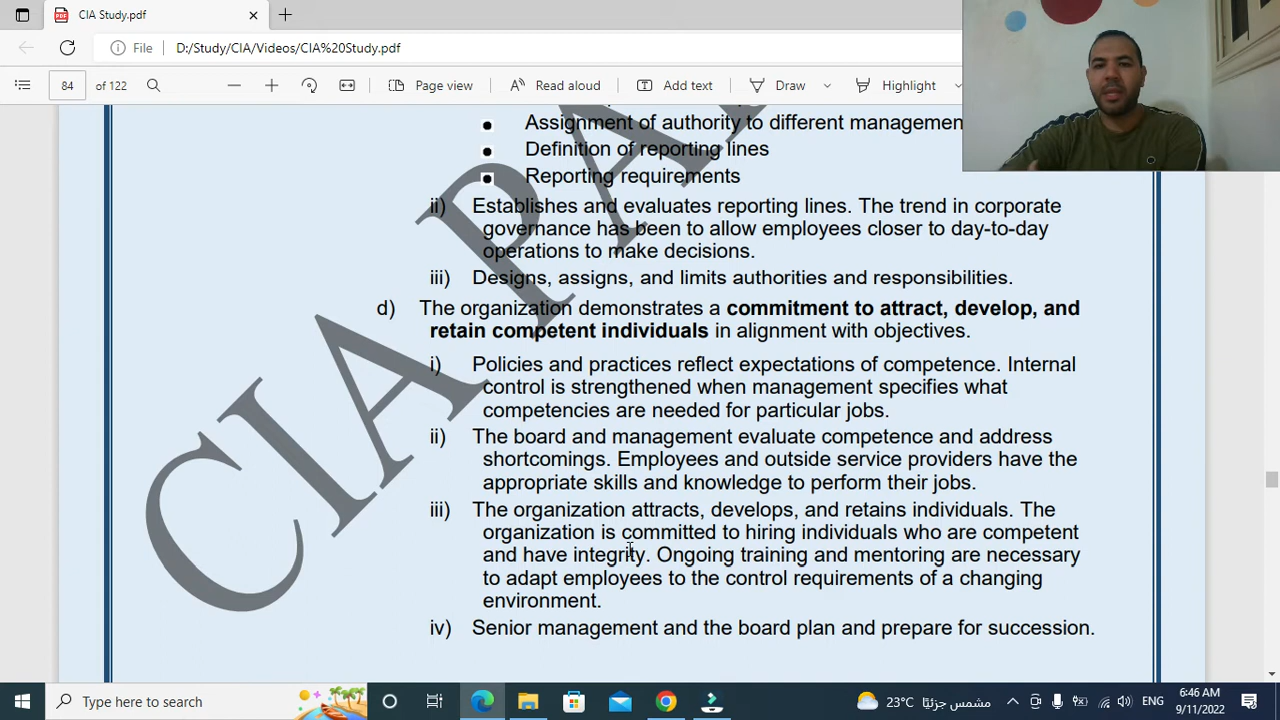 CIA Study.pdf
File
D:/Study/CIA/Videos/CIA%20Study.pdf
84 of 122
Page view
Read aloud
Add text
Draw
Highlight
Assignment of authority to different managemen
Definition of reporting lines
Reporting requirements
ii) Establishes and evaluates reporting lines. The trend in corporate
governance has been to allow employees closer to day-to-day
operations to make decisions.
iii) Designs, assigns, and limits authorities and responsibilities.
d) The organization demonstrates a commitment to attract, develop, and
retain competent individuals in alignment with objectives.
i) Policies and practices reflect expectations of competence. Internal
control is strengthened when management specifies what
competencies are needed for particular jobs.
ii) The board and management evaluate competence and address
shortcomings. Employees and outside service providers have the
appropriate skills and knowledge to perform their jobs.
iii) The organization attracts, develops, and retains individuals. The
organization is committed to hiring individuals who are competent
and have integrity. Ongoing training and mentoring are necessary
to adapt employees to the control requirements of a changing
environment.
iv) Senior management and the board plan and prepare for succession.
CIA PA
Type here to search
23°C مشمس جزئيًا
ENG
6:46 AM
9/11/2022